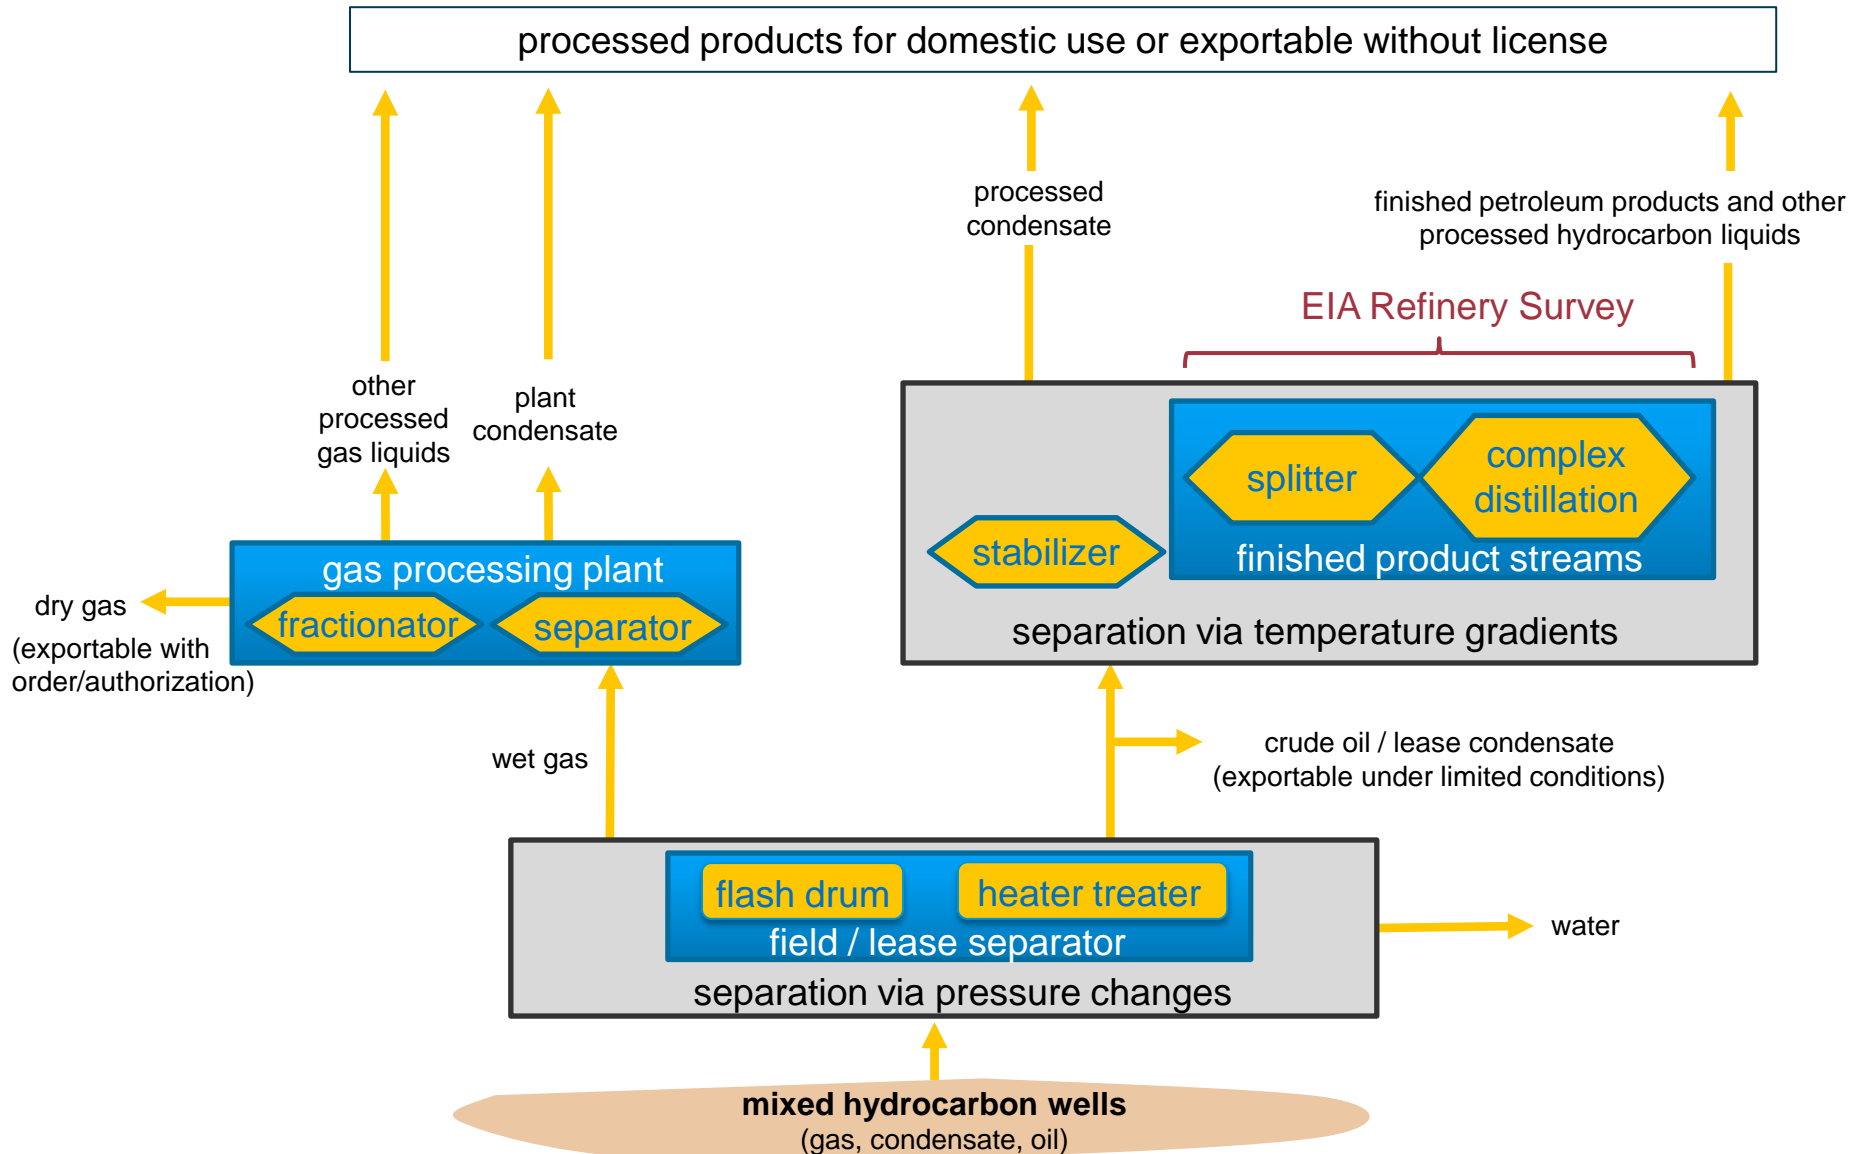 processed products for domestic use or exportable without license
processed
condensate
finished petroleum products and other
processed hydrocarbon liquids
EIA Refinery Survey
other
processed
gas liquids
plant
condensate
splitter
complex
distillation
stabilizer
finished product streams
separation via temperature gradients
gas processing plant
fractionator
separator
dry gas
(exportable with
order/authorization)
wet gas
crude oil / lease condensate
(exportable under limited conditions)
flash drum
heater treater
field / lease separator
separation via pressure changes
water
mixed hydrocarbon wells
(gas, condensate, oil)